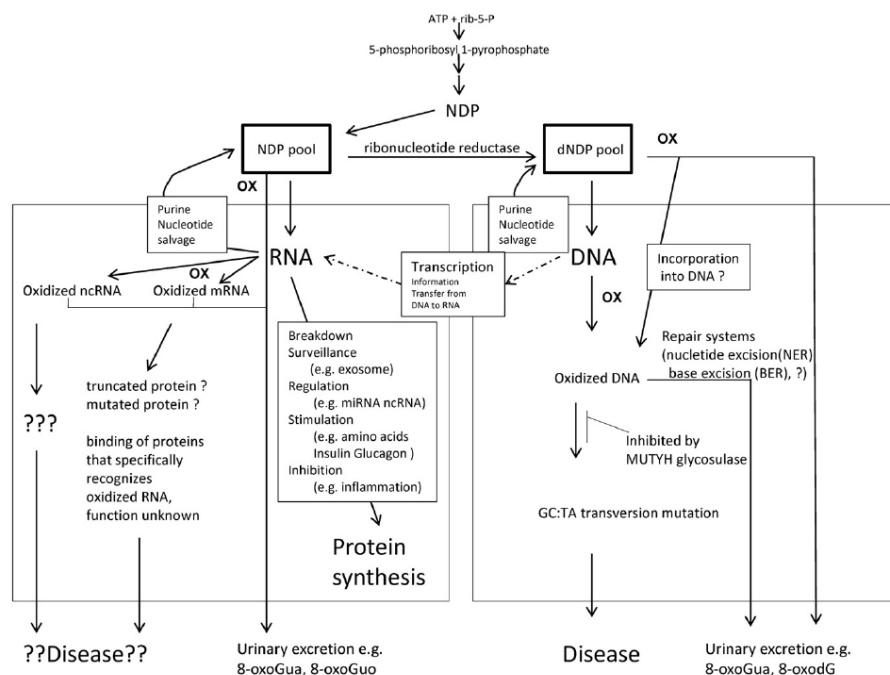 ATP + rib-5-P
5-phosphoribosyl 1-pyrophosphate
NDP
NDP pool
ribonucleotide reductase
dNDP pool
OX
OX
Purine
Nucleotide
salvage
Purine
Nucleotide
salvage
RNA
Transcription
Information
Transfer from
DNA to RNA
DNA
Incorporation
into DNA ?
OX
Oxidized ncRNA
Oxidized mRNA
OX
Breakdown
Surveillance
(e.g. exosome)
Regulation
(e.g. miRNA ncRNA)
Stimulation
(e.g. amino acids
Insulin Glucagon )
Inhibition
(e.g. inflammation)
Repair systems
(nucletide excision(NER)
base excision (BER), ?)
Oxidized DNA
truncated protein ?
mutated protein ?
???
binding of proteins
that specifically
recognizes
oxidized RNA,
function unknown
Inhibited by
MUTYH glycosulase
GC:TA transversion mutation
Protein
synthesis
??Disease??
Urinary excretion e.g.
8-oxoGua, 8-oxoGuo
Disease
Urinary excretion e.g.
8-oxoGua, 8-oxodG